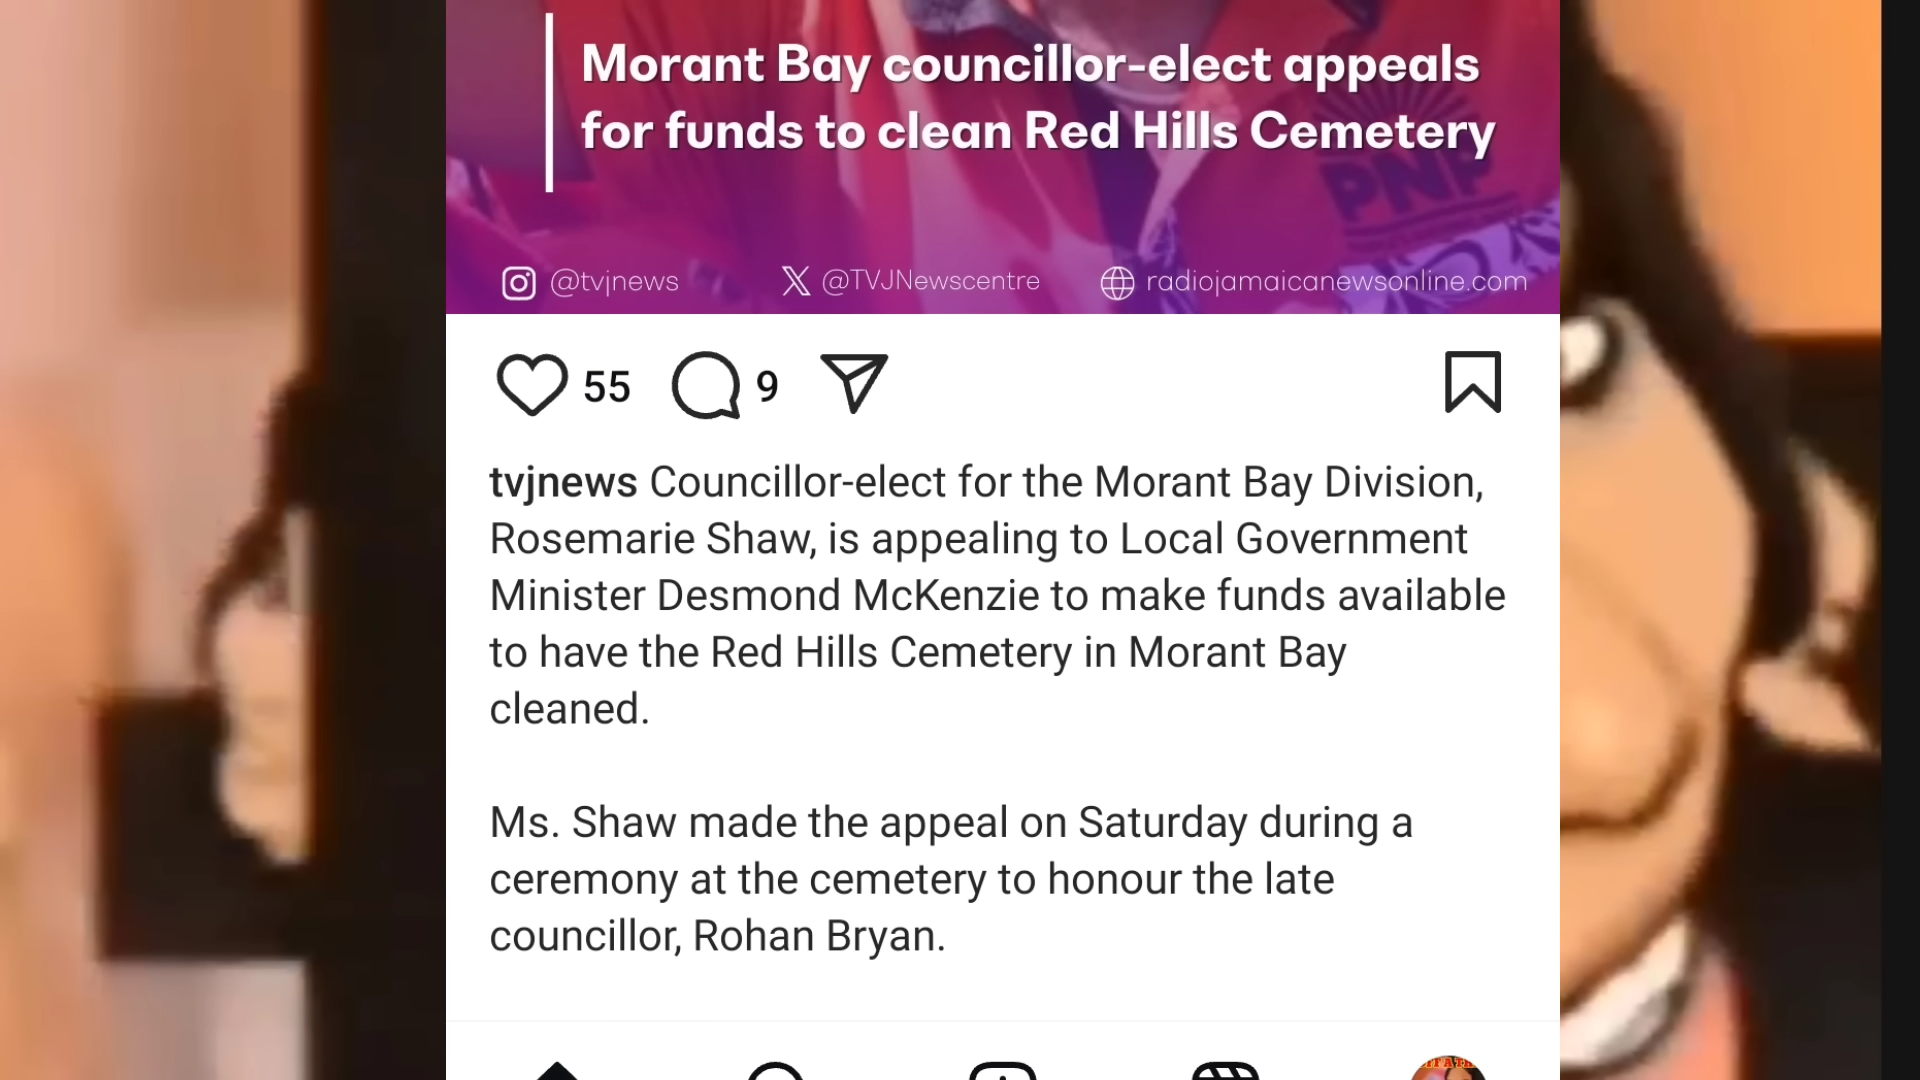 Morant Bay councillor-elect appeals
for funds to clean Red Hills Cemetery
PNP
@tvjnews @TVJNewscentre radiojamaicanewsonline.com
55 9
tvjnews Councillor-elect for the Morant Bay Division,
Rosemarie Shaw, is appealing to Local Government
Minister Desmond McKenzie to make funds available
to have the Red Hills Cemetery in Morant Bay
cleaned.
Ms. Shaw made the appeal on Saturday during a
ceremony at the cemetery to honour the late
councillor, Rohan Bryan.